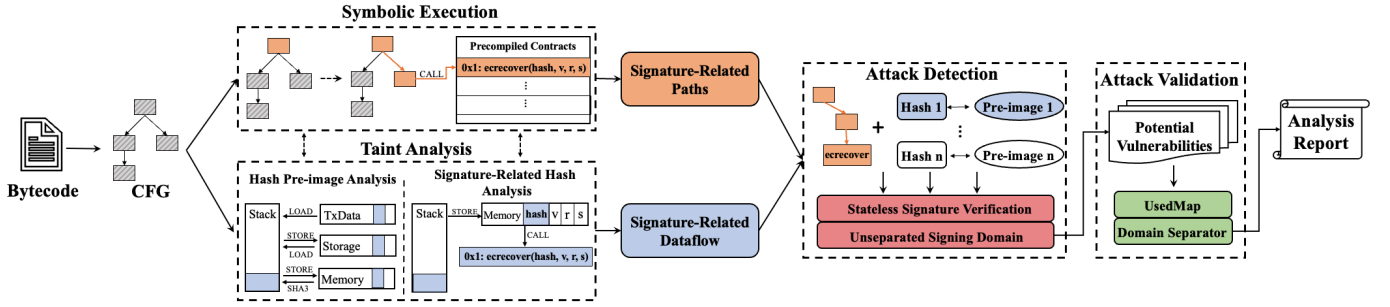 Symbolic Execution
Precompiled Contracts
0x1: ecrecover(hash, v, r, s)
⋮
⋮
CALL
Bytecode
CFG
Taint Analysis
Hash Pre-image Analysis
Stack
LOAD
TxData
STORE
LOAD
Storage
STORE
SHA3
Memory
Signature-Related Hash
Analysis
Stack
STORE
Memory
hash
v
r
s
CALL
0x1: ecrecover(hash, v, r, s)
Signature-Related
Paths
Signature-Related
Dataflow
Attack Detection
ecrecover
+
Hash 1
Pre-image 1
⋮
Hash n
Pre-image n
Stateless Signature Verification
Unseparated Signing Domain
Attack Validation
Potential
Vulnerabilities
UsedMap
Domain Separator
Analysis
Report